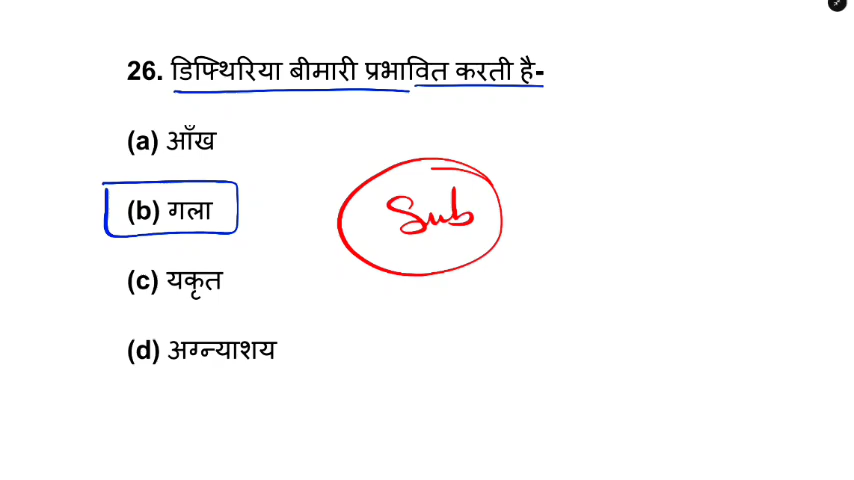 26. डिफ्थिरिया बीमारी प्रभावित करती है-
(a) आँख
(b) गला
Sub
(c) यकृत
(d) अग्न्याशय